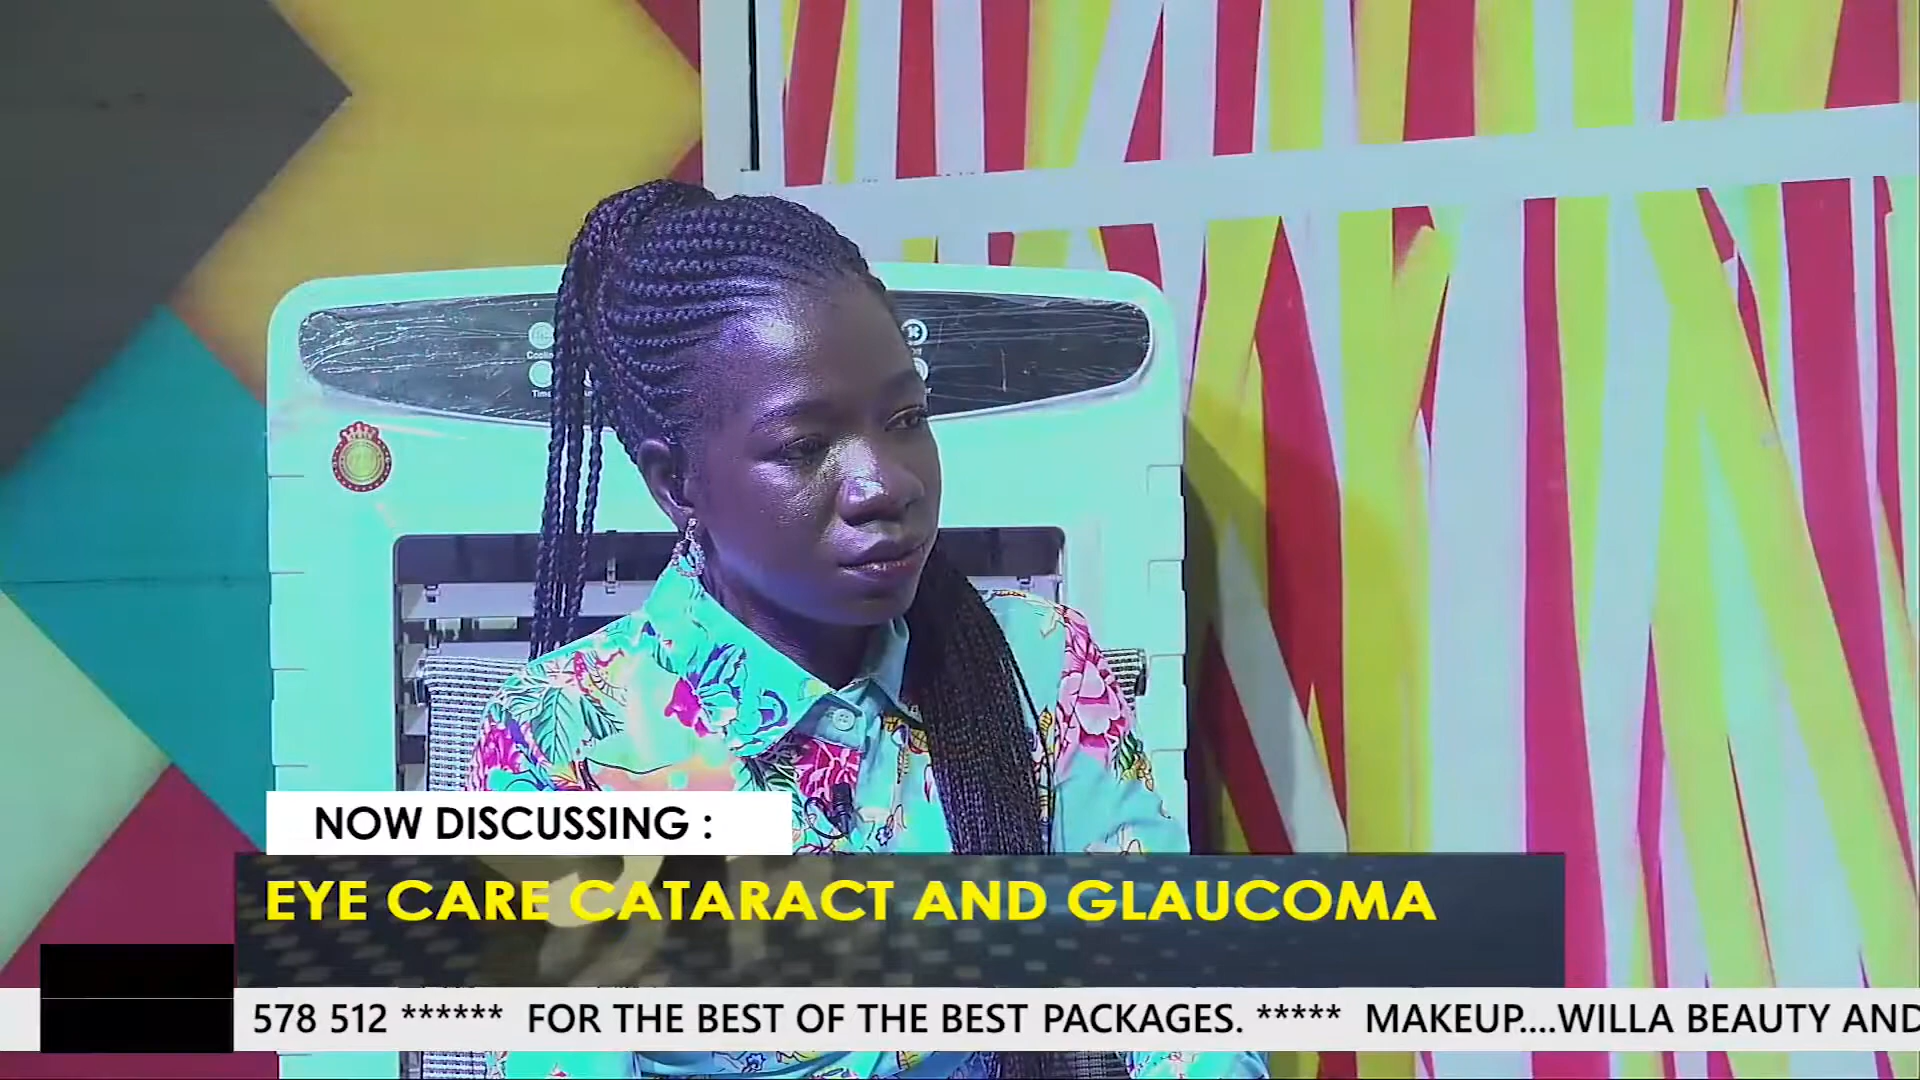 NOW DISCUSSING :
EYE CARE CATARACT AND GLAUCOMA
578 512 ****** FOR THE BEST OF THE BEST PACKAGES. ***** MAKEUP....WILLA BEAUTY AND